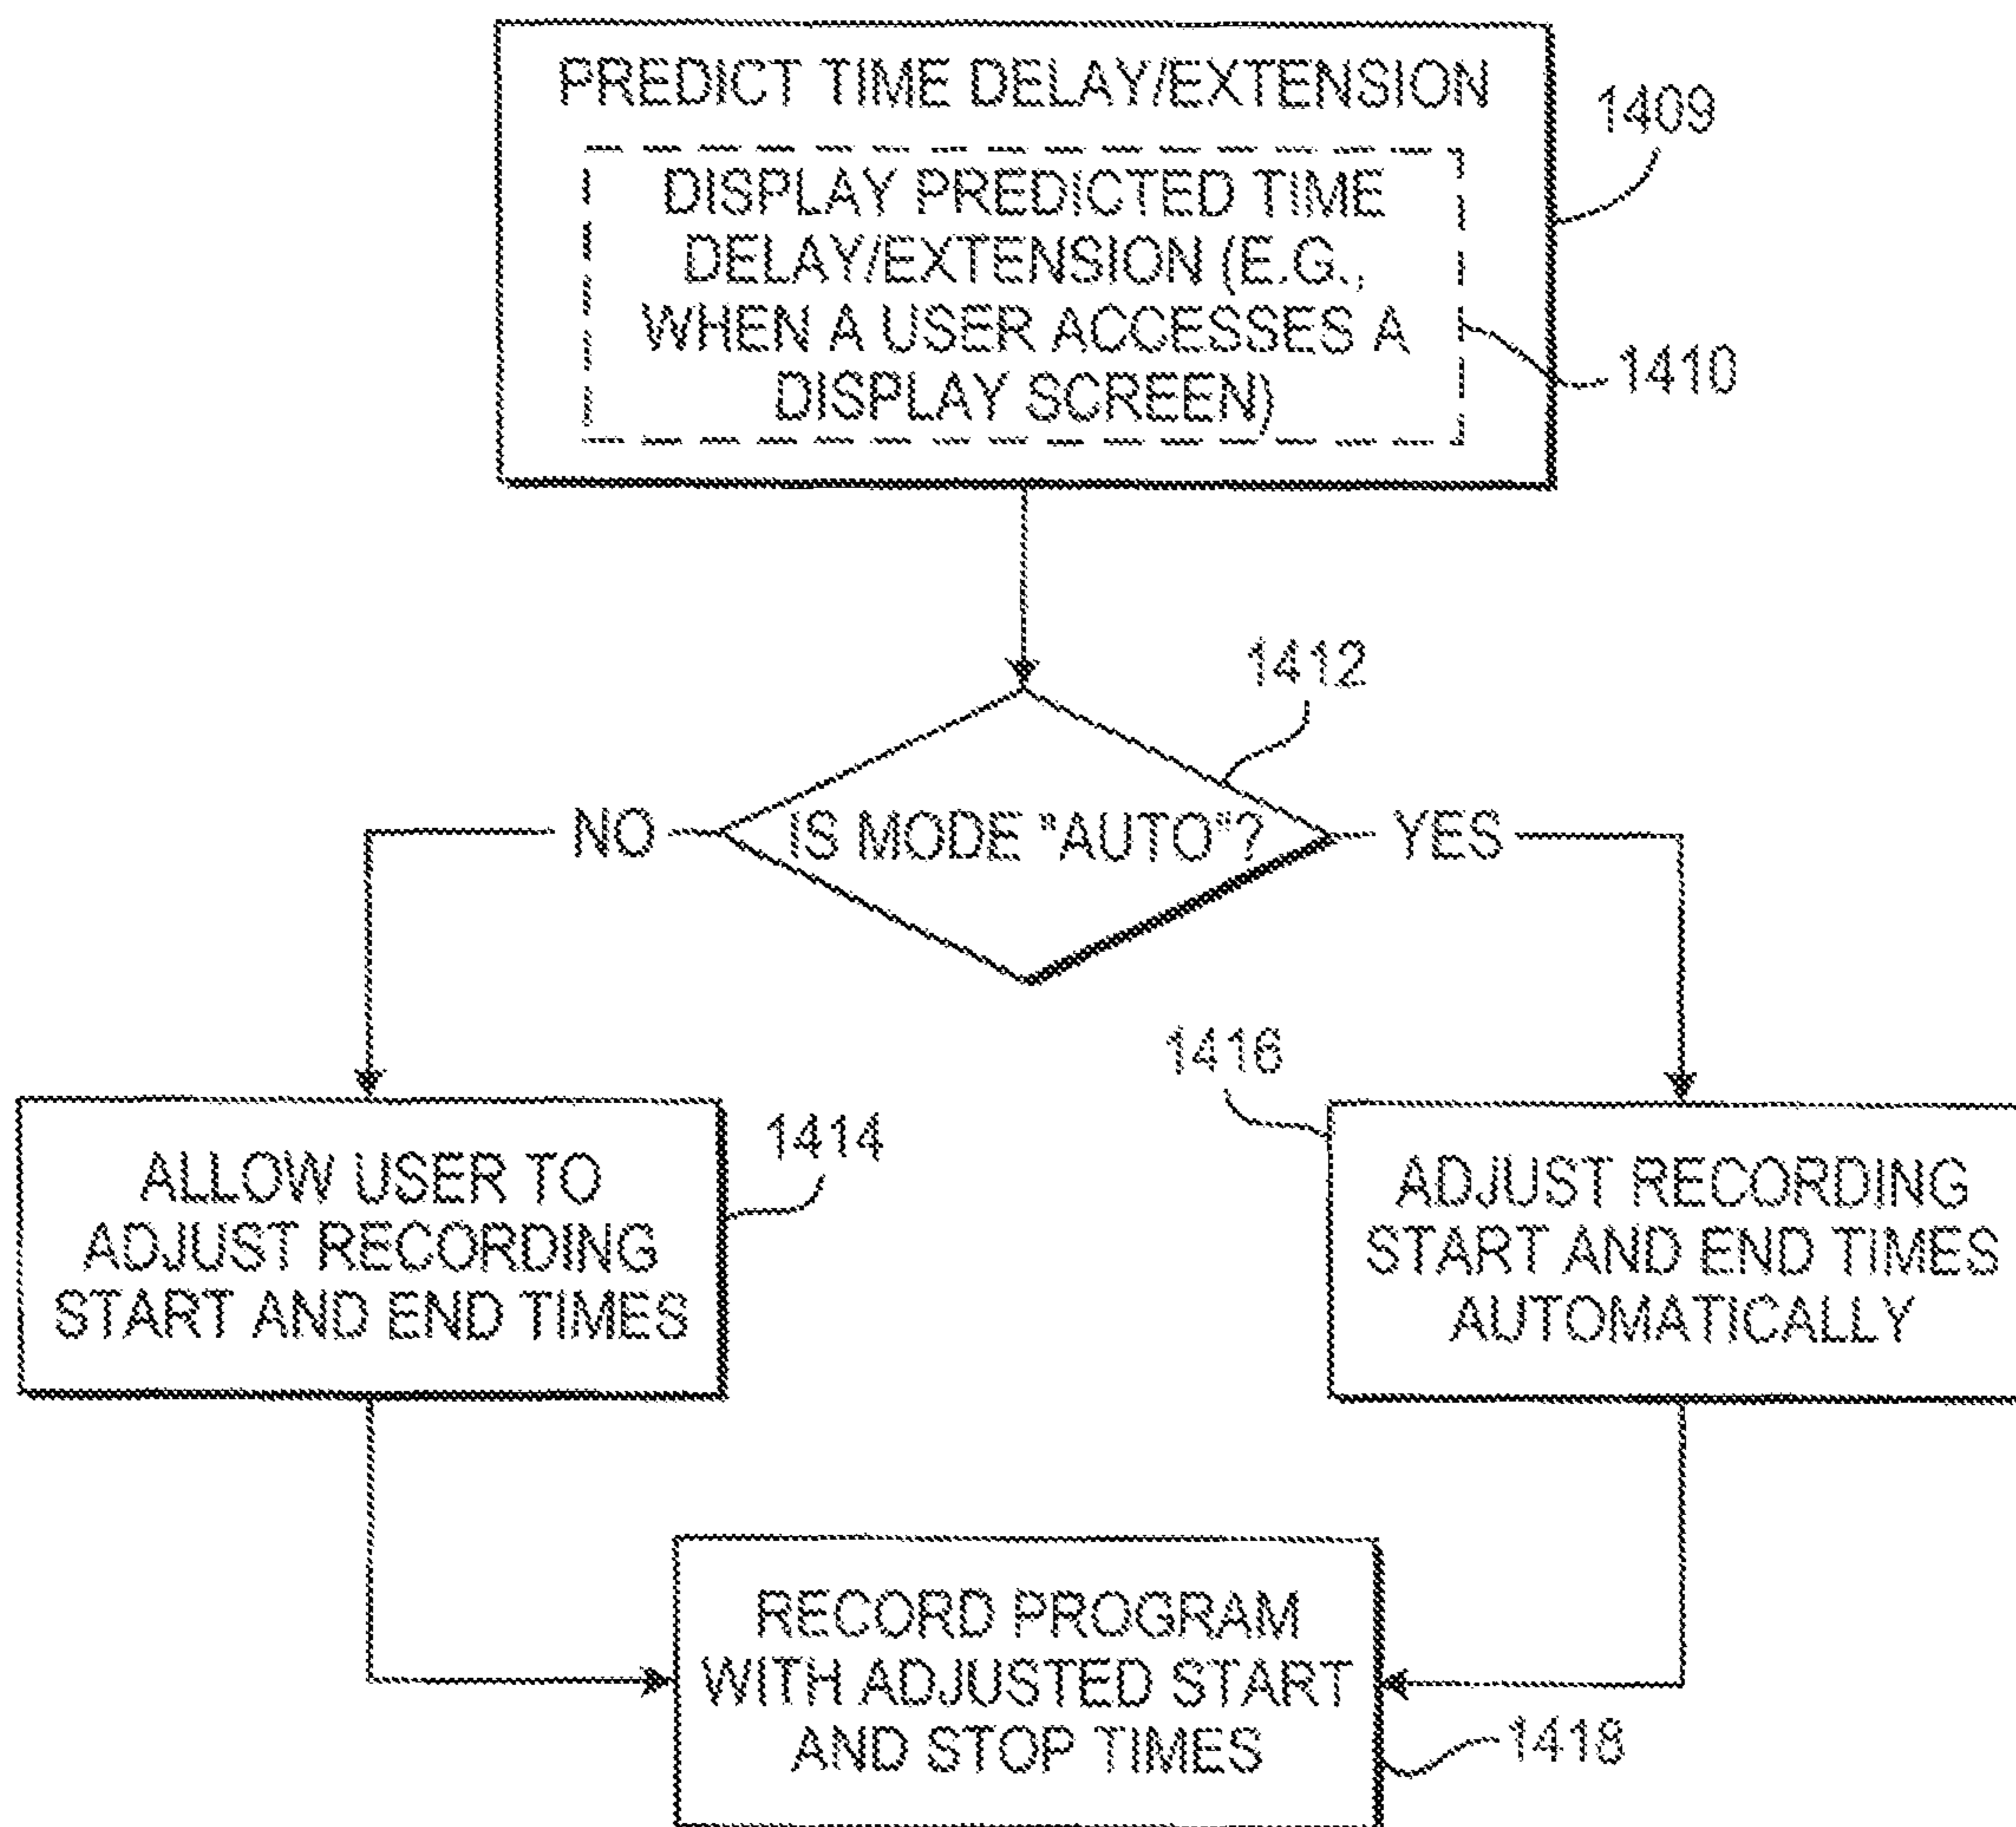 PREDICT TIME DELAY/EXTENSION
1409
DISPLAY PREDICTED TIME
DELAY/EXTENSION (E.G.,
WHEN A USER ACCESSES A
DISPLAY SCREEN)
1410
1412
NO
IS MODE "AUTO"?
YES
1414
ALLOW USER TO
ADJUST RECORDING
START AND END TIMES
1416
ADJUST RECORDING
START AND END TIMES
AUTOMATICALLY
RECORD PROGRAM
WITH ADJUSTED START
AND STOP TIMES
1418